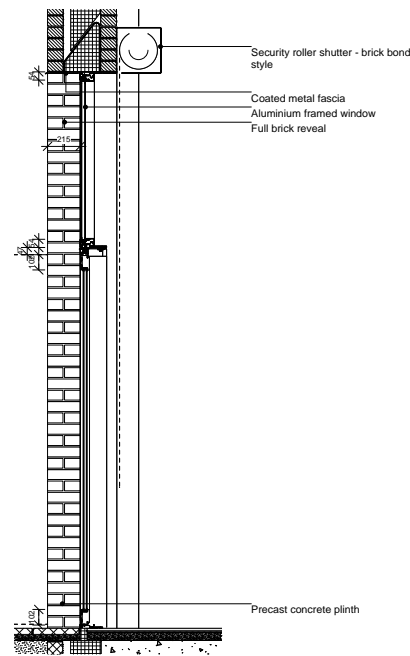 Security roller shutter - brick bond
style
Coated metal fascia
Aluminium framed window
Full brick reveal
215
102
Precast concrete plinth